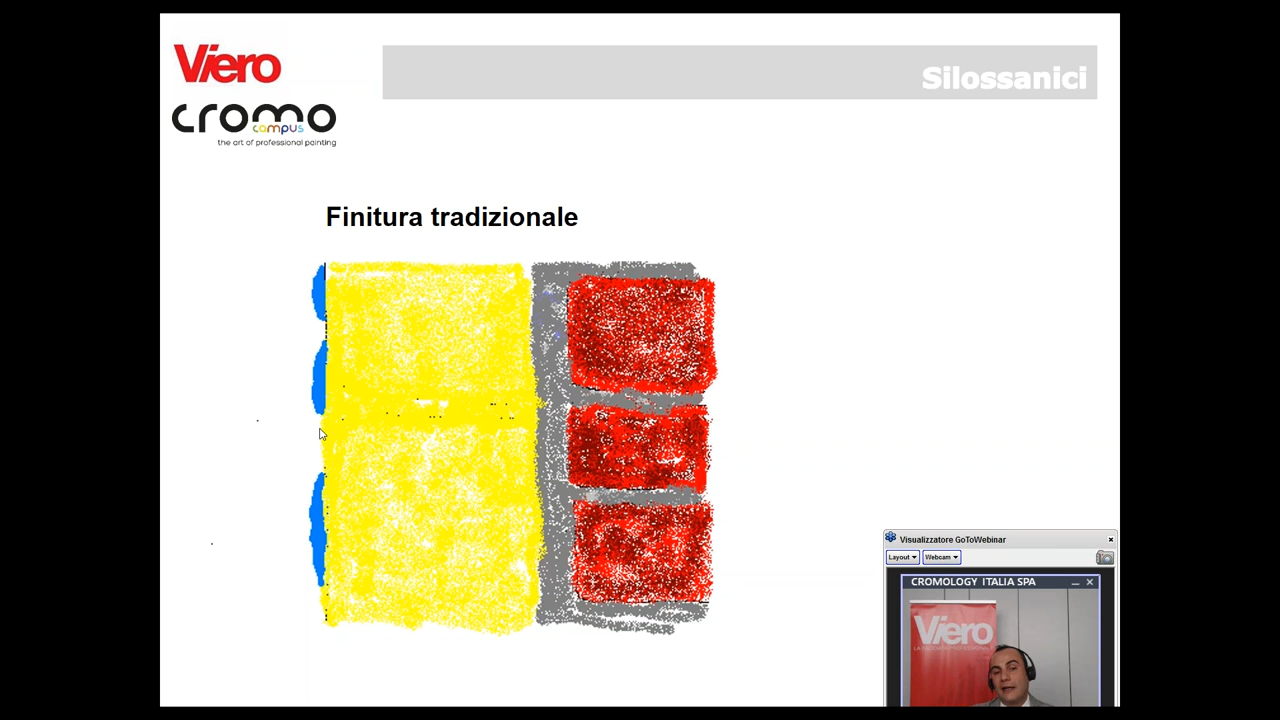 Viero
Silossanici
cromo
campus
the art of professional painting
Finitura tradizionale
Visualizzatore GoToWebinar
Layout
Webcam
CROMOLOGY ITALIA SPA
Viero